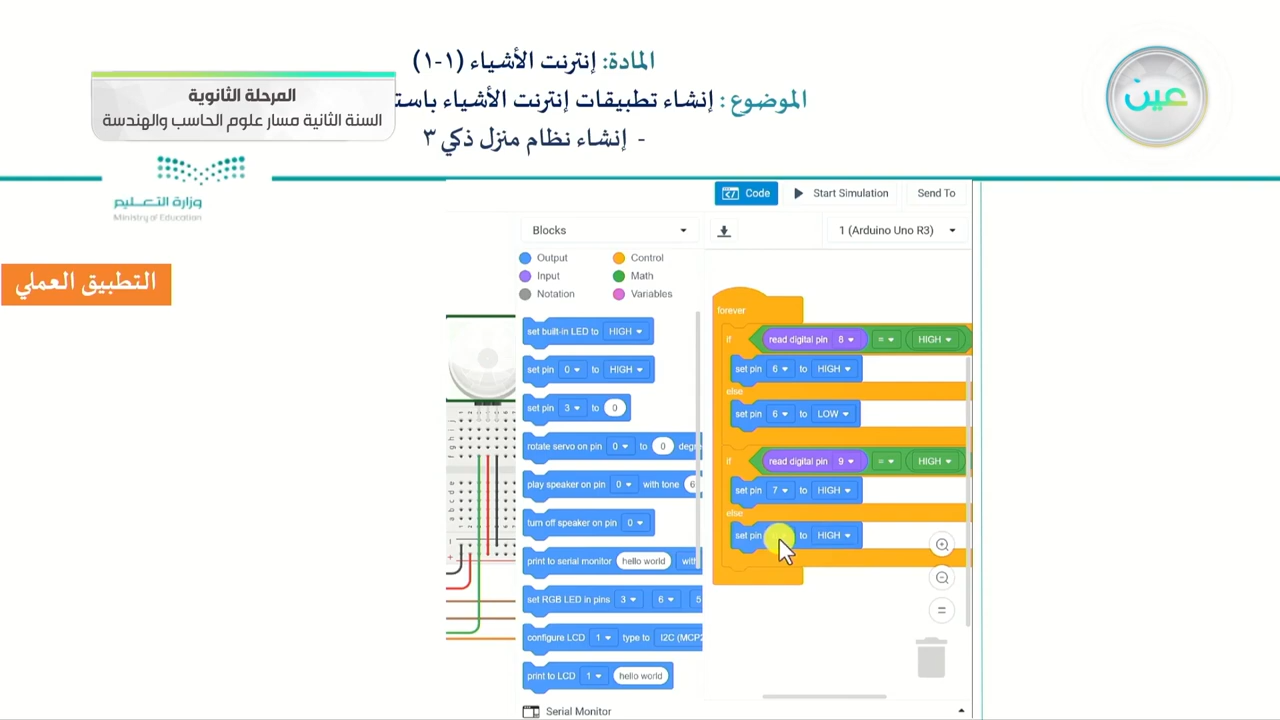 المادة: إنترنت الأشياء (١-١)
الموضوع : إنشاء تطبيقات إنترنت الأشياء
- إنشاء نظام منزل ذكي ٣
المرحلة الثانوية
السنة الثانية مسار علوم الحاسب والهندسة
عين
وزارة التعليم
Ministry of Education
التطبيق العملي
Code
Start Simulation
Send To
Blocks
1 (Arduino Uno R3)
Output
Control
Input
Math
Notation
Variables
set built-in LED to HIGH
set pin 0 to HIGH
set pin 3 to 0
rotate servo on pin 0 to 0
play speaker on pin 0 with tone 6
turn off speaker on pin 0
print to serial monitor hello world
set RGB LED in pins 3 6 5
configure LCD 1 type to
print to LCD 1 hello world
forever
if read digital pin 8 = HIGH
set pin 6 to HIGH
else
set pin 6 to LOW
if read digital pin 9 = HIGH
set pin 7 to HIGH
else
set pin to HIGH
Serial Monitor